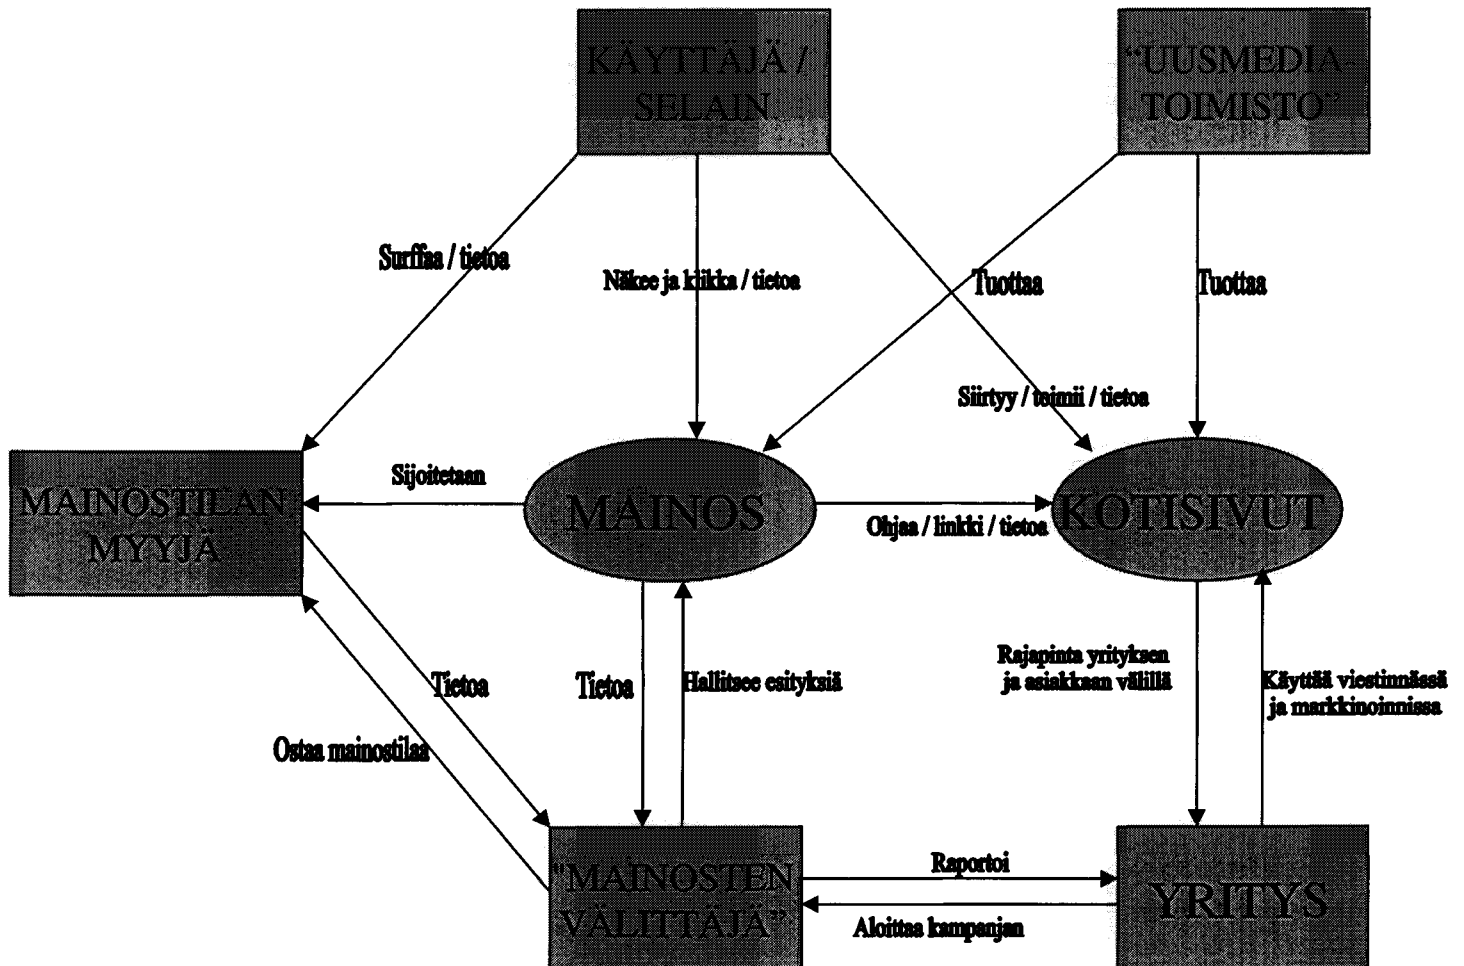 KÄYTTÄJÄ /
SELAIN
“UUSMEDIA-
TOIMISTO”
Surffaa / tietoa
Näkee ja klikka / tietoa
Tuottaa
Tuottaa
Siirtyy / toimii / tietoa
MAINOSTILAN
MYYJÄ
Sijoitetaan
MAINOS
Ohjaa / linkki / tietoa
KOTISIVUT
Tietoa
Tietoa
Hallitsee esityksiä
Rajapinta yrityksen
ja asiakkaan välillä
Käyttää viestinnässä
ja markkinoinnissa
Ostaa mainostilaa
"MAINOSTEN
VÄLITTÄJÄ”
Raportoi
Aloittaa kampanjan
YRITYS